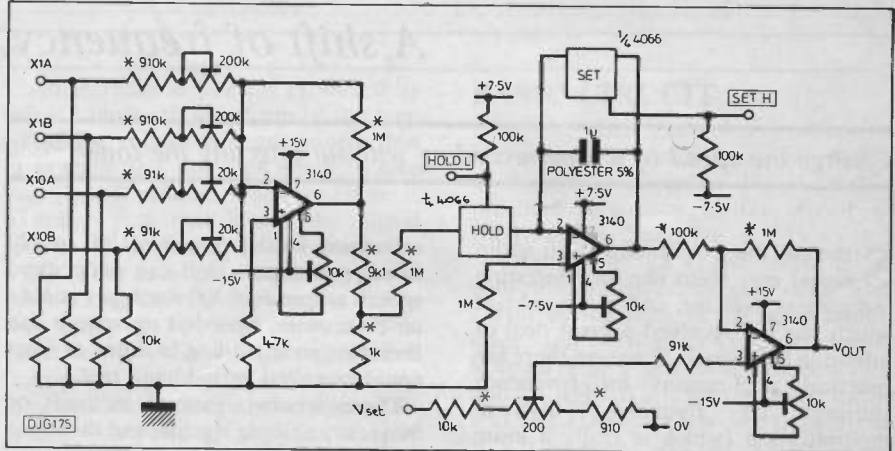 A shift of frequency,
X1A
* 910k
200k
X1B
* 910k
200k
X10A
* 91k
20k
X10B
* 91k
20k
10k
+15V
2
7
3140
6
3
5
1
4
-15V
10k
4·7k
*
1M
*
9k1
*
1M
*
1k
+7·5V
100k
HOLD L
¼ 4066
HOLD
1M
¼ 4066
SET
SET H
100k
-7·5V
1µ
POLYESTER 5%
+7·5V
2
7
3140
6
3
5
1
4
-7·5V
10k
* 100k
* 1M
+15V
2
7
3140
6
VOUT
3
5
1
4
-15V
10k
91k
Vset
*
10k
200
*
910
0V
DJG175